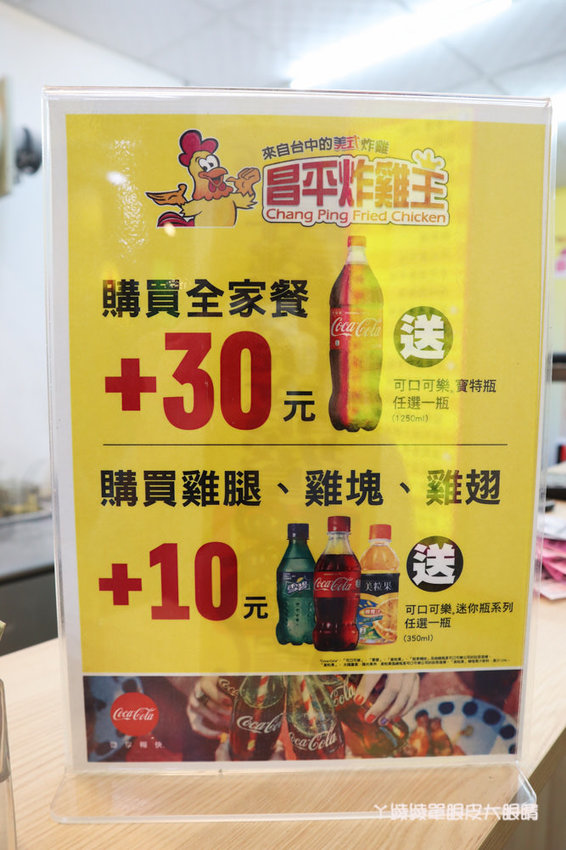 來自台中的美式炸雞
昌平炸雞王
Chang Ping Fried Chicken
購買全家餐
+30元
Coca-Cola
送
可口可樂,寶特瓶
任選一瓶
(1250ml)
購買雞腿、雞塊、雞翅
+10元
Coca-Cola
美粒果
送
可口可樂,迷你瓶系列
任選一瓶
(350ml)
Coca-Cola
Coca-Cola
Coca-Cola
丫綾綾單眼皮大眼睛